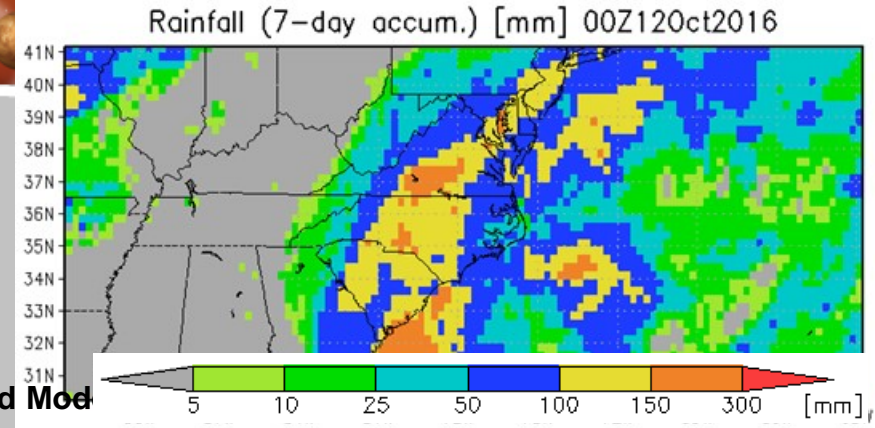 Rainfall (7-day accum.) [mm] 00Z12Oct2016
41N
40N
39N
38N
37N
36N
35N
34N
33N
32N
31N
d Mod
5 10 25 50 100 150 300 [mm]